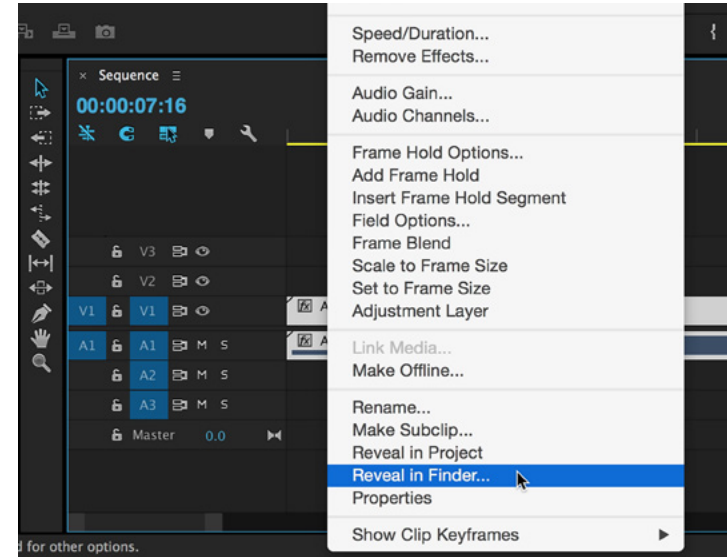 Sequence
00:00:07:16
V3
V2
V1 V1
A1 A1 M S
A2 M S
A3 M S
Master 0.0
fx A
fx A
Speed/Duration...
Remove Effects...
Audio Gain...
Audio Channels...
Frame Hold Options...
Add Frame Hold
Insert Frame Hold Segment
Field Options...
Frame Blend
Scale to Frame Size
Set to Frame Size
Adjustment Layer
Link Media...
Make Offline...
Rename...
Make Subclip...
Reveal in Project
Reveal in Finder...
Properties
Show Clip Keyframes
for other options.